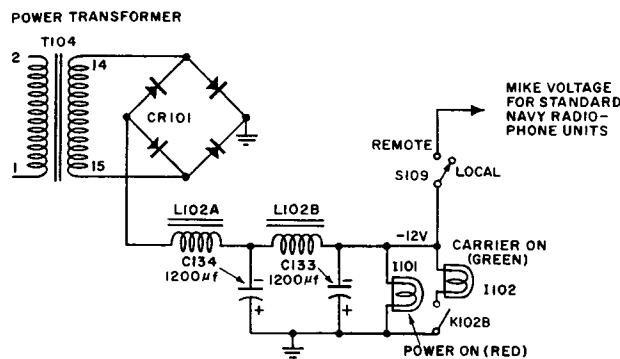 POWER TRANSFORMER
T104
2
14
1
15
CR101
MIKE VOLTAGE
FOR STANDARD
NAVY RADIO-
PHONE UNITS
REMOTE
S109
LOCAL
L102A
L102B
-12V
CARRIER ON
(GREEN)
C134
1200μf
-
+
C133
1200μf
-
+
I101
I102
K102B
POWER ON (RED)